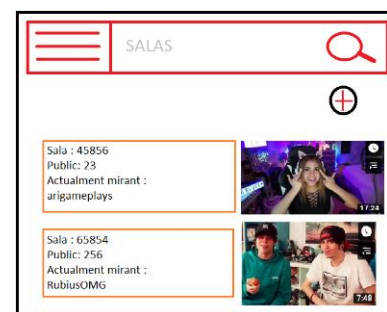 SALAS
Sala : 45856
Public: 23
Actualment mirant :
arigameplays
17:24
Sala : 65854
Public: 256
Actualment mirant :
RubiusOMG
7:48